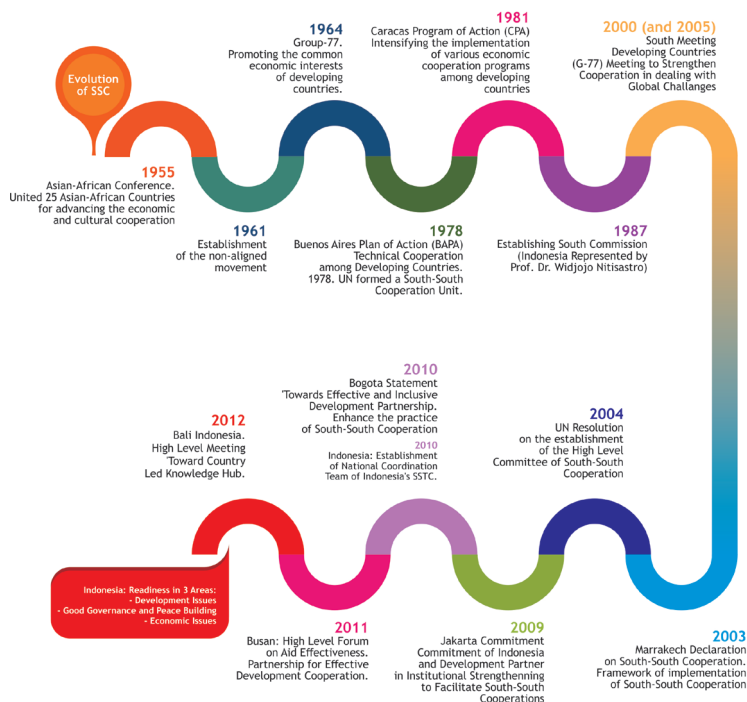 Evolution
of SSC
1955
Asian-African Conference.
United 25 Asian-African Countries
for advancing the economic
and cultural cooperation
1961
Establishment
of the non-aligned
movement
1964
Group-77.
Promoting the common
economic interests
of developing
countries.
1978
Buenos Aires Plan of Action (BAPA)
Technical Cooperation
among Developing Countries.
1978. UN formed a South-South
Cooperation Unit.
1981
Caracas Program of Action (CPA)
Intensifying the implementation
of various economic
cooperation programs
among developing
countries
1987
Establishing South Commission
(Indonesia Represented by
Prof. Dr. Widjojo Nitisastro)
2000 (and 2005)
South Meeting
Developing Countries
(G-77) Meeting to Strengthen
Cooperation in dealing with
Global Challanges
2003
Marrakech Declaration
on South-South Cooperation.
Framework of implementation
of South-South Cooperation
2004
UN Resolution
on the establishment
of the High Level
Committee of South-South
Cooperation
2009
Jakarta Commitment
Commitment of Indonesia
and Development Partner
in Institutional Strengthenning
to Facilitate South-South
Cooperations
2010
Bogota Statement
'Towards Effective and Inclusive
Development Partnership.
Enhance the practice
of South-South Cooperation
2010
Indonesia: Establishment
of National Coordination
Team of Indonesia's SSTC.
2011
Busan: High Level Forum
on Aid Effectiveness.
Partnership for Effective
Development Cooperation.
2012
Bali Indonesia.
High Level Meeting
'Toward Country
Led Knowledge Hub.
Indonesia: Readiness in 3 Areas:
- Development Issues
- Good Governance and Peace Building
- Economic Issues